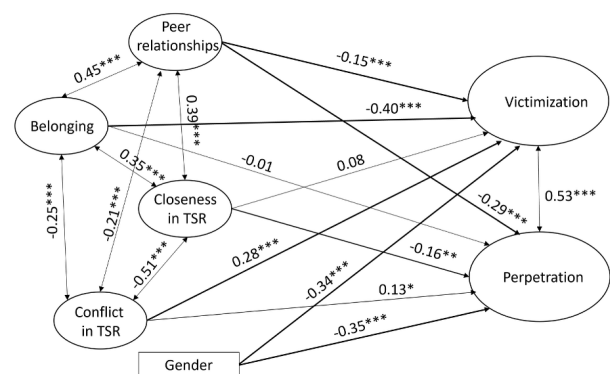 Peer
relationships
0.45***
-0.15***
Victimization
-0.40***
0.39***
Belonging
-0.01
0.35***
0.08
-0.25***
-0.21***
Closeness
in TSR
0.53***
-0.29***
-0.51***
0.28***
-0.16**
-0.34***
Perpetration
0.13*
Conflict
in TSR
-0.35***
Gender